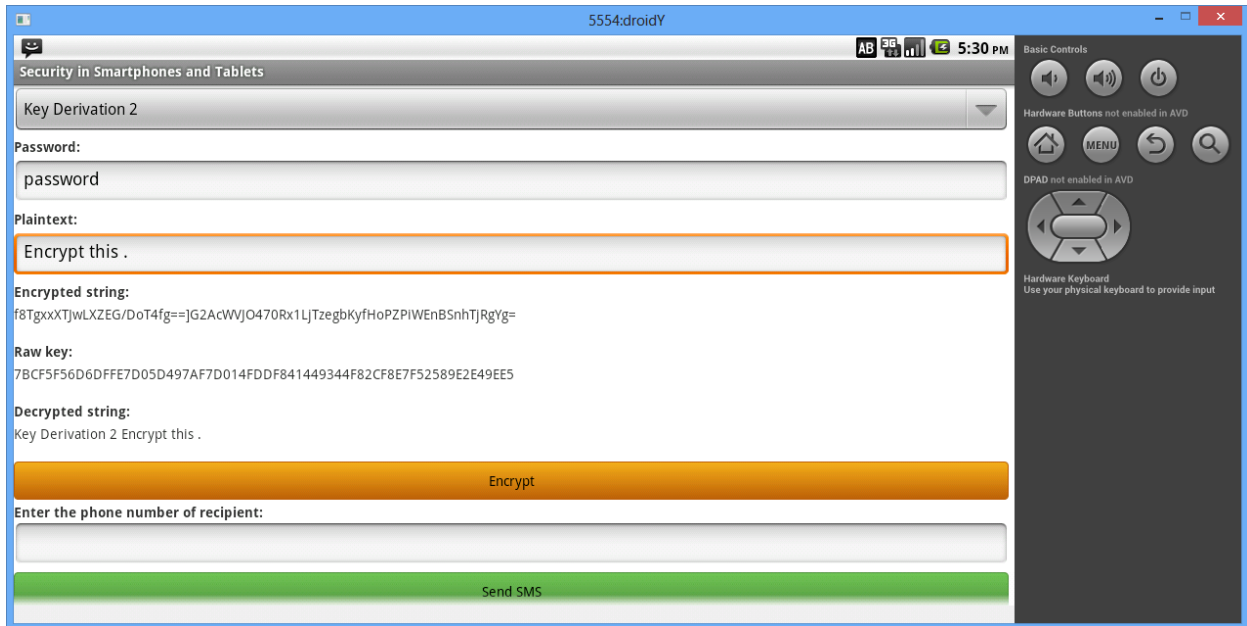 5554:droidY
AB 3G 5:30 PM
Basic Controls
Security in Smartphones and Tablets
Key Derivation 2
Hardware Buttons not enabled in AVD
MENU
Password:
password
DPAD not enabled in AVD
Plaintext:
Encrypt this .
Hardware Keyboard
Use your physical keyboard to provide input
Encrypted string:
f8TgxxXTJwLXZEG/DoT4fg==]G2AcWVJO470Rx1LjTzegbKyfHoPZPiWEnBSnhTjRgYg=
Raw key:
7BCF5F56D6DFFE7D05D497AF7D014FDDF841449344F82CF8E7F52589E2E49EE5
Decrypted string:
Key Derivation 2 Encrypt this .
Encrypt
Enter the phone number of recipient:
Send SMS